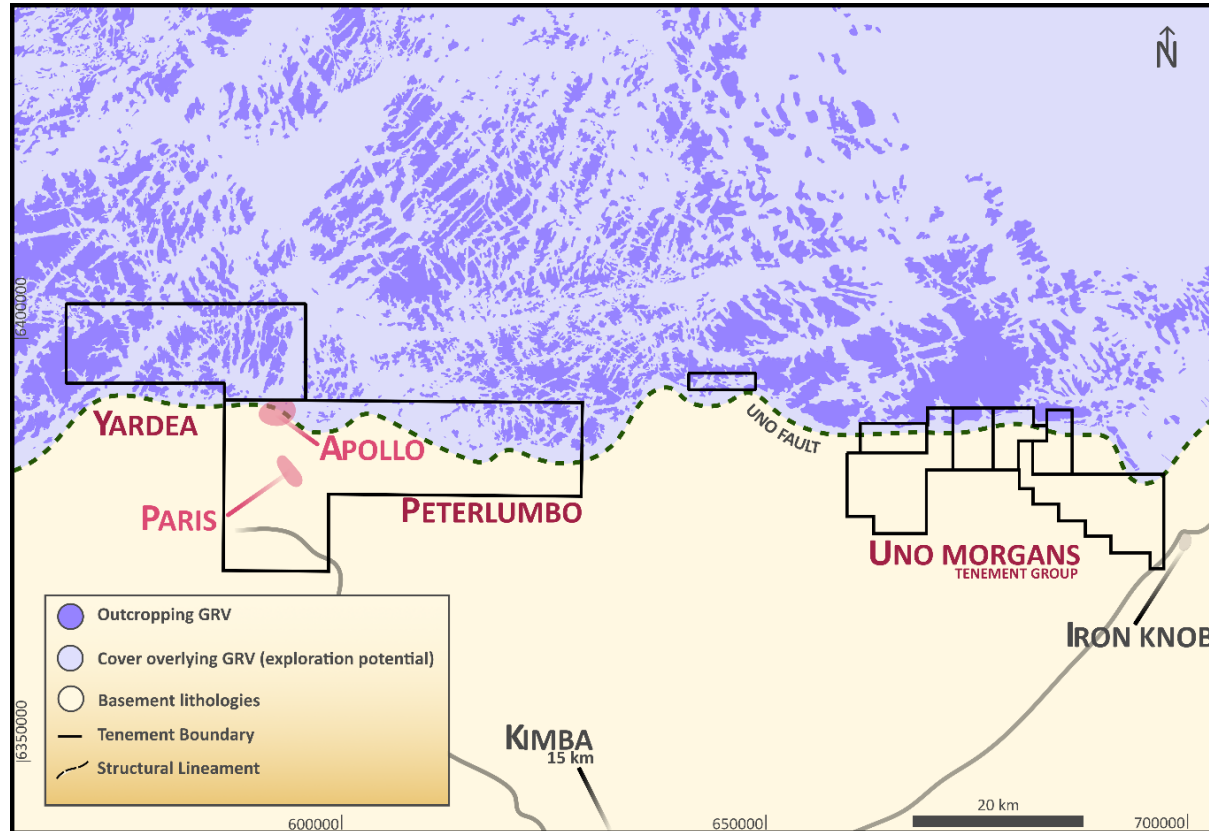 N
6400000
YARDEA
APOLLO
UNO FAULT
PARIS
PETERLUMBO
UNO MORGANS
TENEMENT GROUP
IRON KNOB
Outcropping GRV
Cover overlying GRV (exploration potential)
Basement lithologies
Tenement Boundary
Structural Lineament
6350000
KIMBA
15 km
20 km
600000
650000
700000